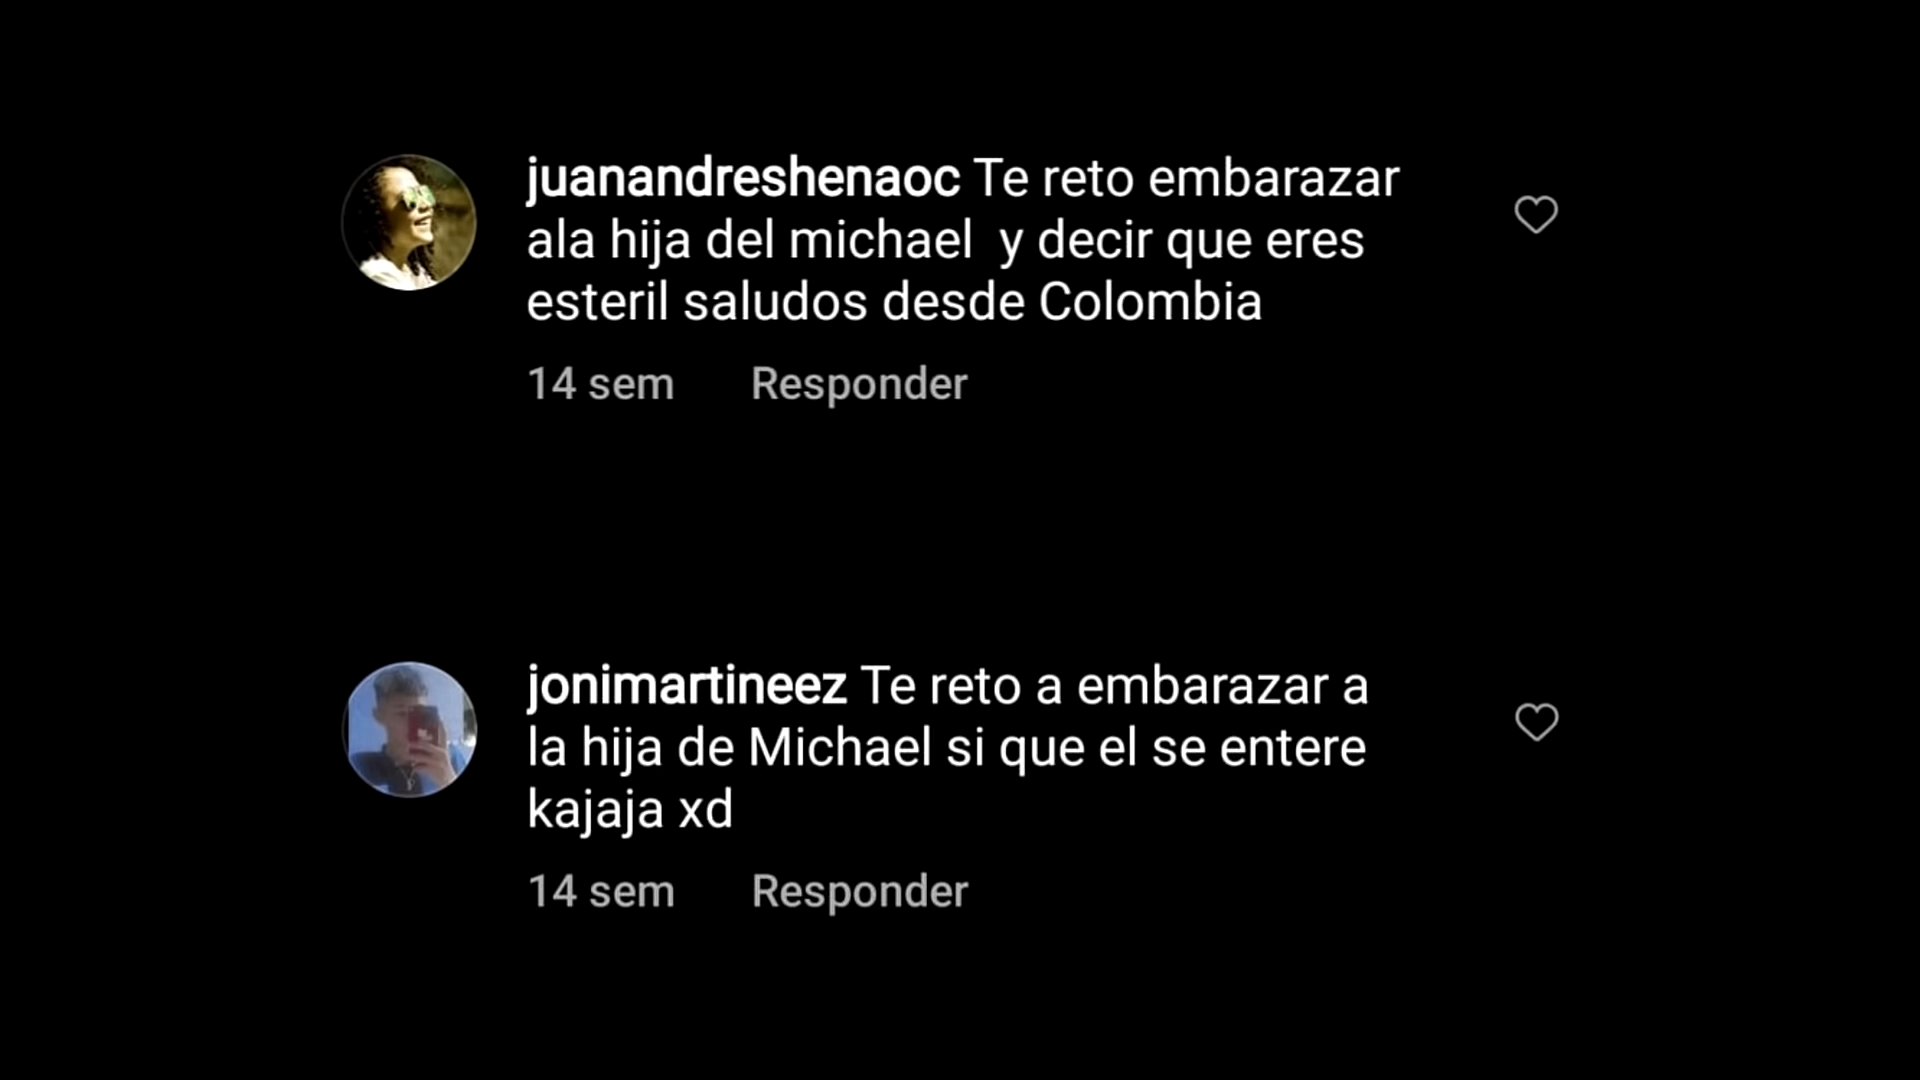 juanandreshenaoc Te reto embarazar
ala hija del michael  y decir que eres
esteril saludos desde Colombia
14 sem Responder
jonimartineez Te reto a embarazar a
la hija de Michael si que el se entere
kajaja xd
14 sem Responder